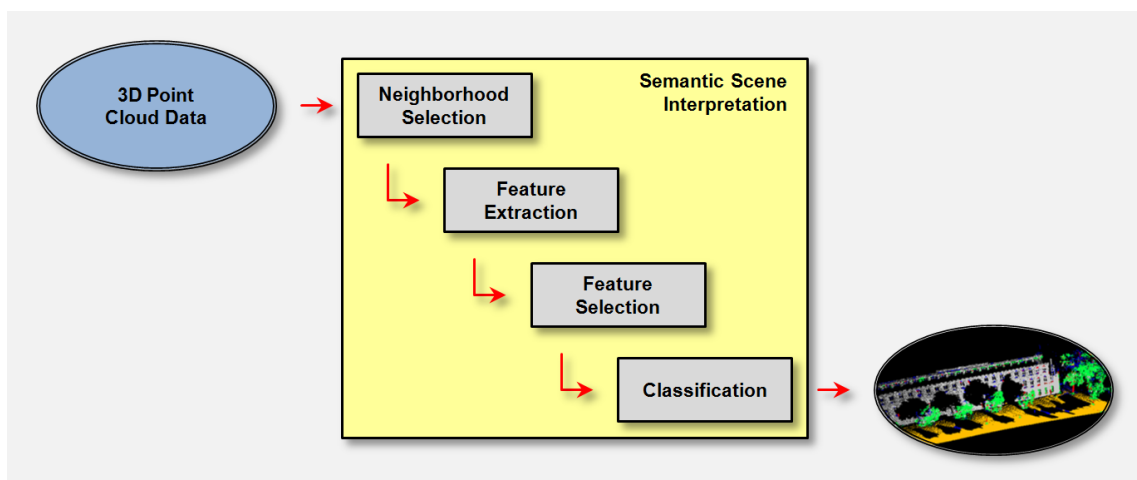 3D Point
Cloud Data
Semantic Scene
Interpretation
Neighborhood
Selection
Feature
Extraction
Feature
Selection
Classification